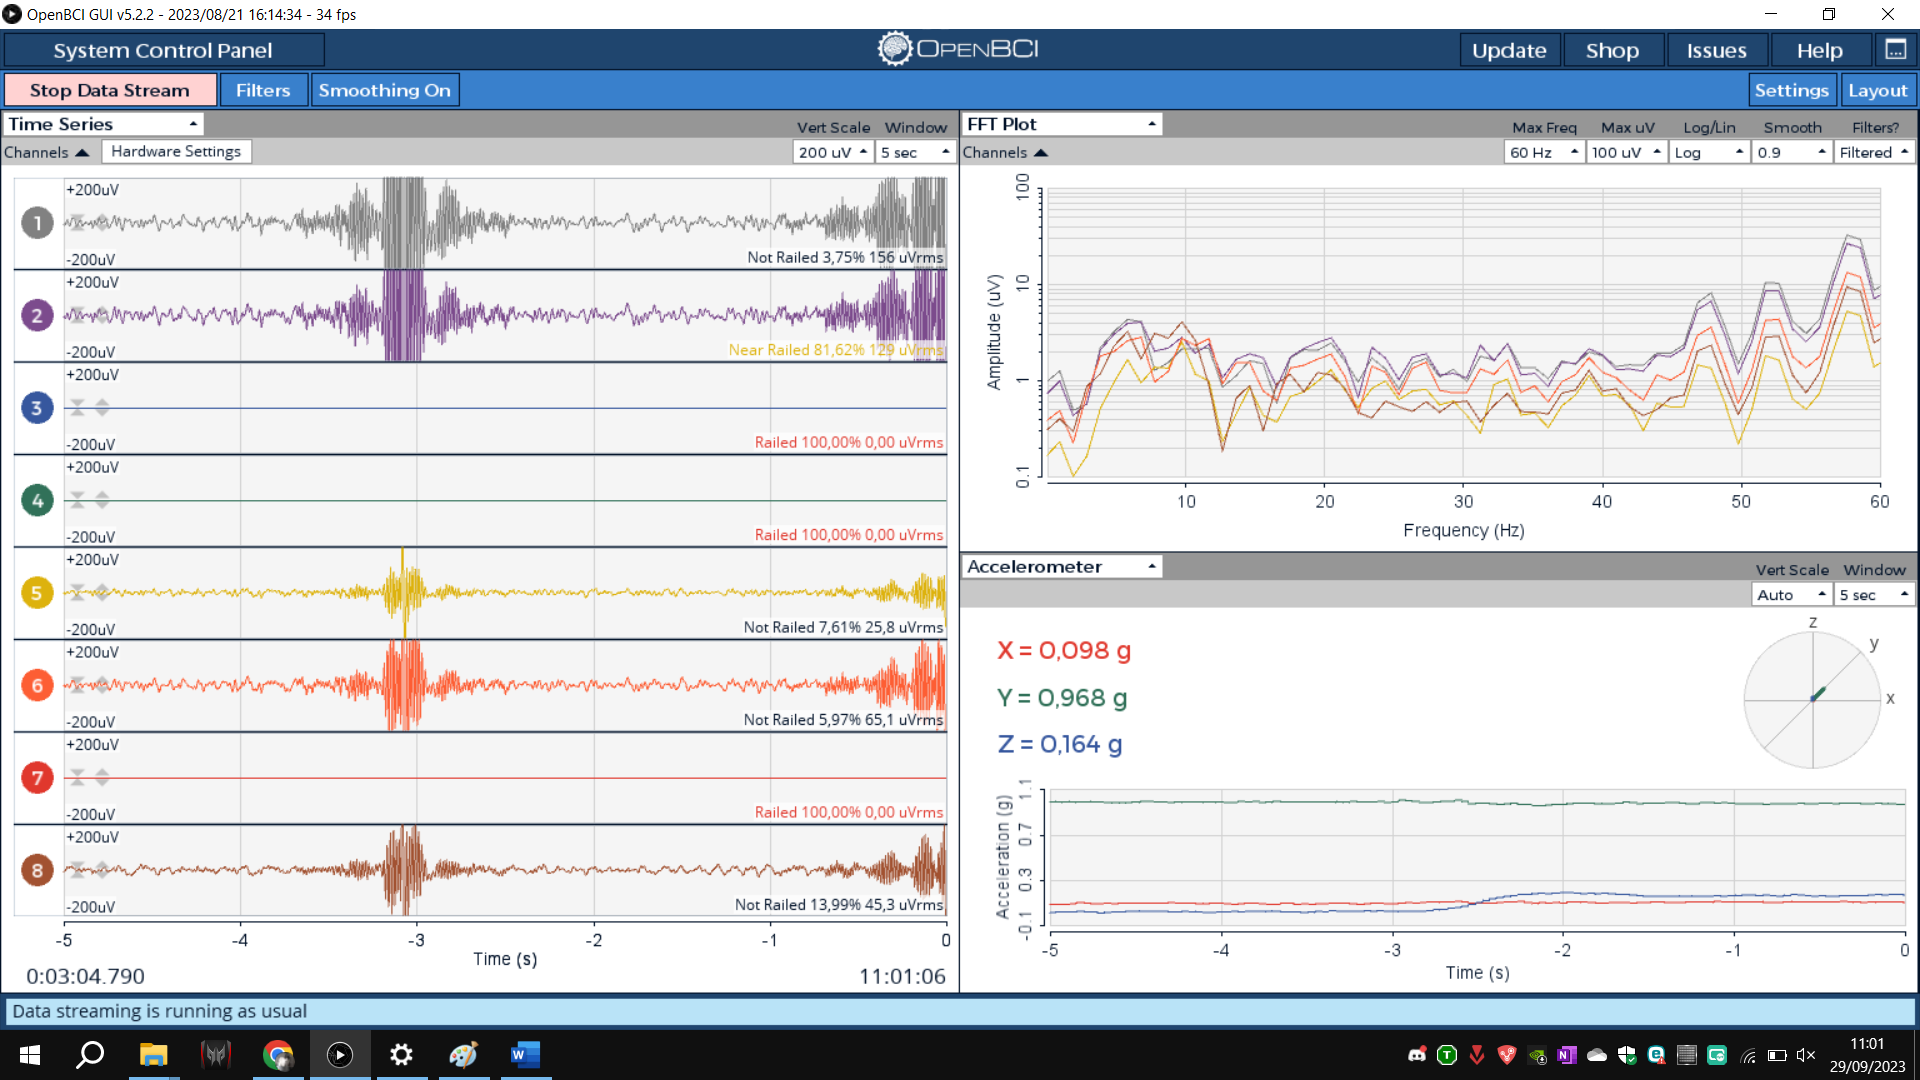 OpenBCI GUI v5.2.2 - 2023/08/21 16:14:34 - 34 fps
System Control Panel
OPENBCI
Update
Shop
Issues
Help
Stop Data Stream
Filters
Smoothing On
Settings
Layout
Time Series
Vert Scale
Window
Channels
Hardware Settings
200 uV
5 sec
1
+200uV
-200uV
Not Railed 3,75% 156 uVrms
2
+200uV
-200uV
Near Railed 81,62% 129 uVrms
3
+200uV
-200uV
Railed 100,00% 0,00 uVrms
4
+200uV
-200uV
Railed 100,00% 0,00 uVrms
5
+200uV
-200uV
Not Railed 7,61% 25,8 uVrms
6
+200uV
-200uV
Not Railed 5,97% 65,1 uVrms
7
+200uV
-200uV
Railed 100,00% 0,00 uVrms
8
+200uV
-200uV
Not Railed 13,99% 45,3 uVrms
-5 -4 -3 -2 -1 0
Time (s)
0:03:04.790
11:01:06
FFT Plot
Max Freq
Max uV
Log/Lin
Smooth
Filters?
Channels
60 Hz
100 uV
Log
0.9
Filtered
Amplitude (uV)
100
10
1
0.1
10 20 30 40 50 60
Frequency (Hz)
Accelerometer
Vert Scale
Window
Auto
5 sec
X = 0,098 g
Y = 0,968 g
Z = 0,164 g
z
y
x
Acceleration (g)
1.1
0.7
0.3
-0.1
-5 -4 -3 -2 -1 0
Time (s)
Data streaming is running as usual
11:01
29/09/2023